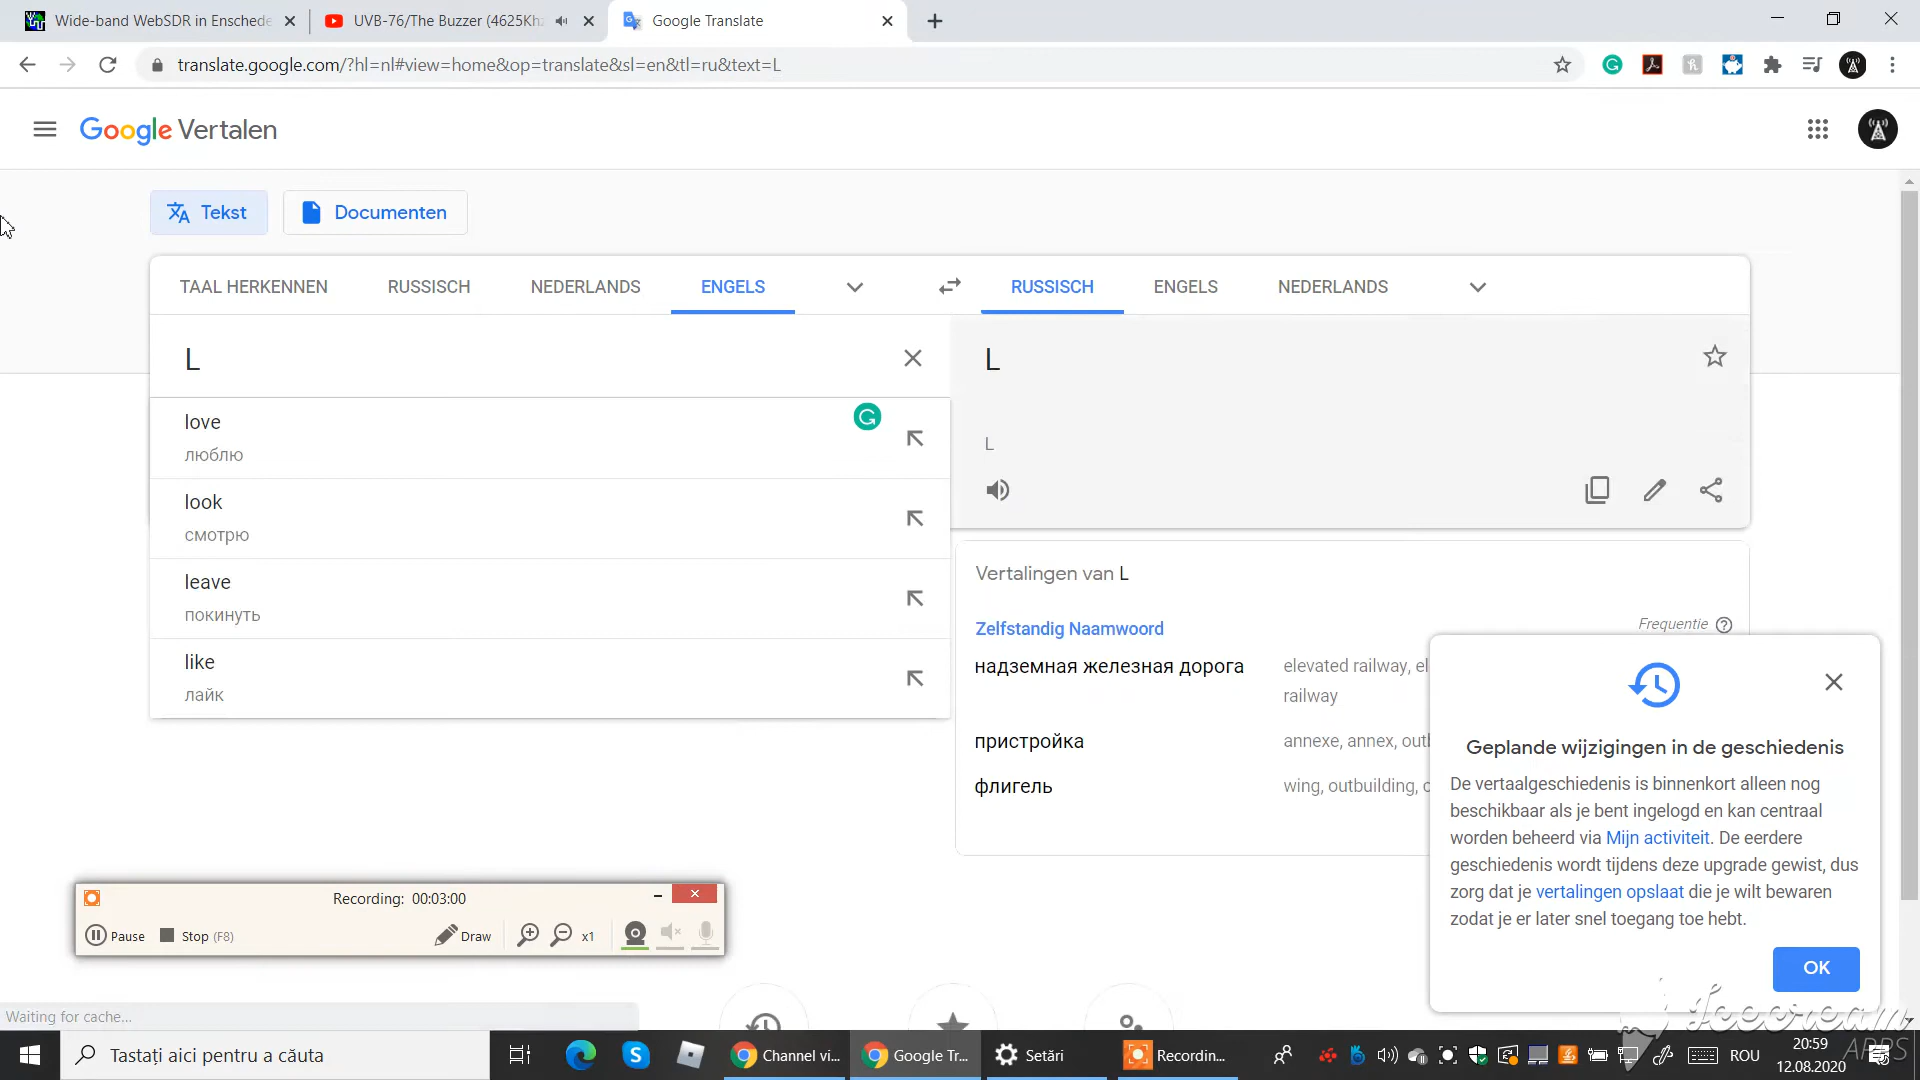 Wide-band WebSDR in Enschede
UVB-76/The Buzzer (4625Khz
Google Translate
translate.google.com/?hl=nl#view=home&op=translate&sl=en&tl=ru&text=L
Google Vertalen
Tekst
Documenten
TAAL HERKENNEN RUSSISCH NEDERLANDS ENGELS
RUSSISCH ENGELS NEDERLANDS
L
L
love
люблю
look
смотрю
leave
покинуть
like
лайк
L
Vertalingen van L
Zelfstandig Naamwoord
Frequentie
надземная железная дорога
elevated railway, el
railway
пристройка
annexe, annex, outb
флигель
wing, outbuilding,
Geplande wijzigingen in de geschiedenis
De vertaalgeschiedenis is binnenkort alleen nog
beschikbaar als je bent ingelogd en kan centraal
worden beheerd via Mijn activiteit. De eerdere
geschiedenis wordt tijdens deze upgrade gewist, dus
zorg dat je vertalingen opslaat die je wilt bewaren
zodat je er later snel toegang toe hebt.
OK
Recording: 00:03:00
Pause Stop (F8) Draw x1
Waiting for cache...
Icecream
APPS
Tastați aici pentru a căuta
Channel vi...
Google Tr...
Setări
Recordin...
ROU
20:59
12.08.2020